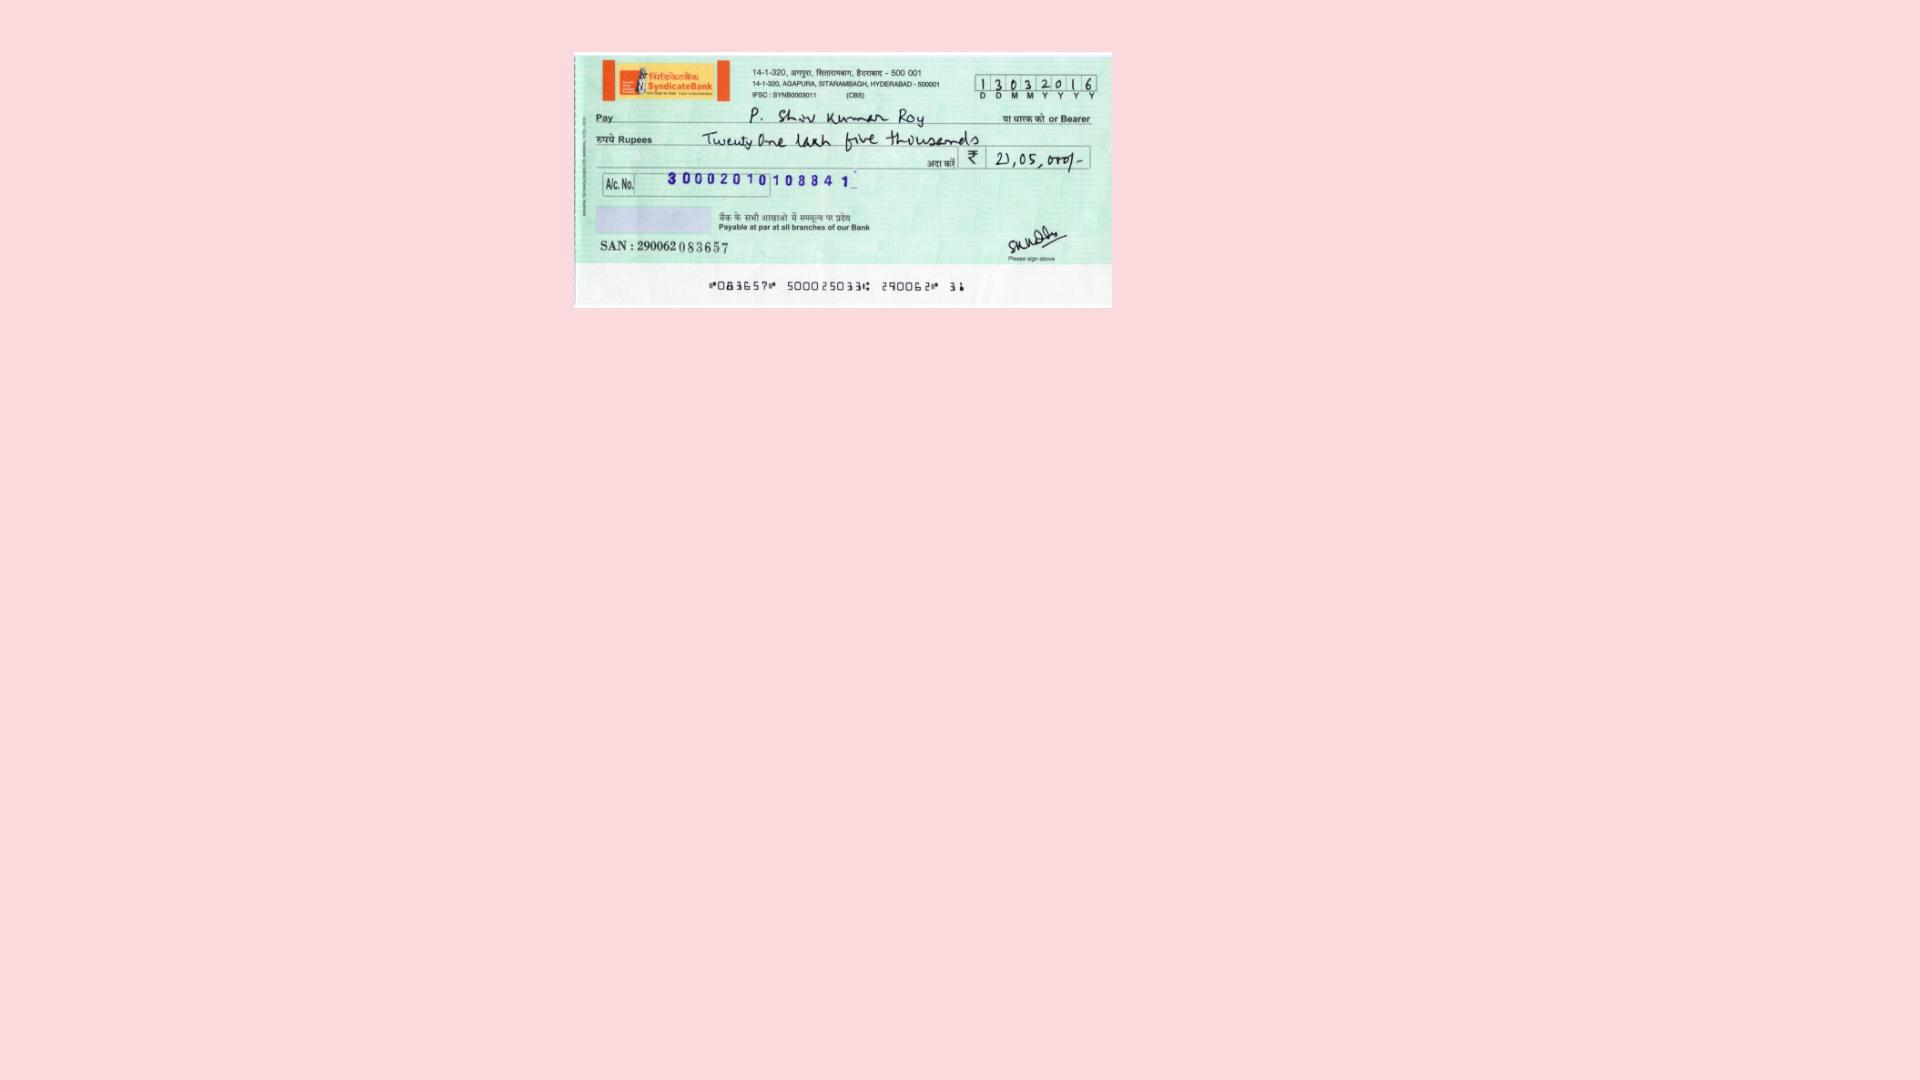 सिंडिकेटबैंक
SyndicateBank
14-1-320, अगपुरा, सितारामबाग, हैदराबाद - 500 001
14-1-320, AGAPURA, SITARAMBAGH, HYDERABAD - 500001
IFSC : SYNB0003011 (CBS)
1 3 0 3 2 0 1 6
D D M M Y Y Y Y
Pay P. Shiv Kumar Roy या धारक को or Bearer
रुपये Rupees Twenty One lakh five thousands
अदा करें ₹ 21,05,000/-
A/c. No. 30002010108841
बैंक के सभी शाखाओ में सममूल्य पर प्रदेय
Payable at par at all branches of our Bank
SAN : 290062 083657
Please sign above
⑈083657⑈ 500025033⑆ 290062⑈ 31